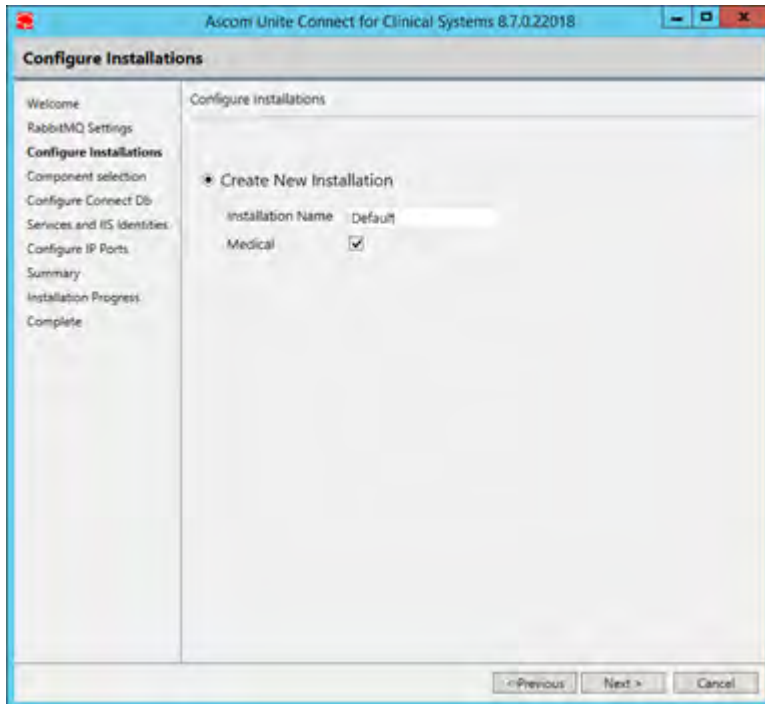 Ascom Unite Connect for Clinical Systems 8.7.0.22018
Configure Installations
Welcome
RabbitMQ Settings
Configure Installations
Component selection
Configure Connect Db
Services and IIS Identities
Configure IP Ports
Summary
Installation Progress
Complete
Configure Installations
Create New Installation
Installation Name Default
Medical
<Previous Next > Cancel